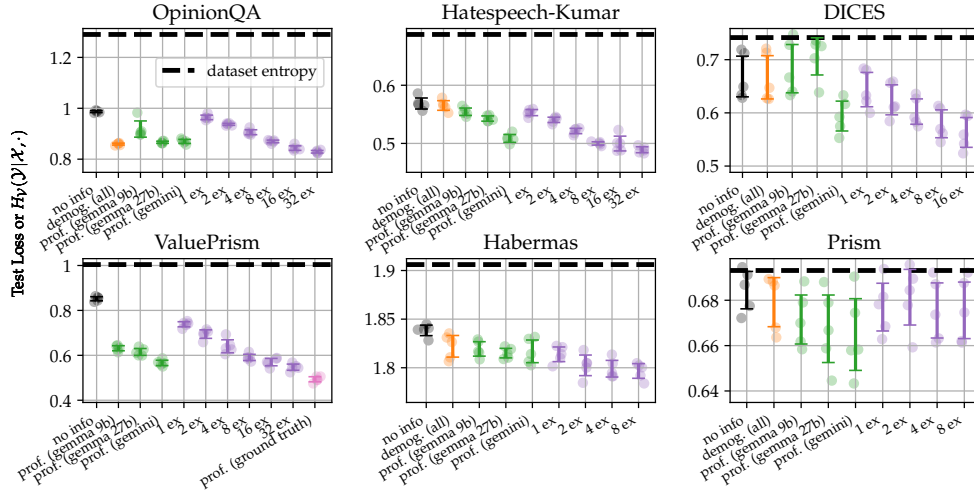 OpinionQA
Hatespeech-Kumar
DICES
dataset entropy
Test Loss or H_V(Y|X,·)
1.2
1
0.8
no info
demog. (all)
prof. (gemma 9b)
prof. (gemma 27b)
prof. (gemini)
1 ex
2 ex
4 ex
8 ex
16 ex
32 ex
0.6
0.5
no info
demog. (all)
prof. (gemma 9b)
prof. (gemma 27b)
prof. (gemini)
1 ex
2 ex
4 ex
8 ex
16 ex
32 ex
0.7
0.6
0.5
no info
demog. (all)
prof. (gemma 9b)
prof. (gemma 27b)
prof. (gemini)
1 ex
2 ex
4 ex
8 ex
16 ex
ValuePrism
Habermas
Prism
1
0.8
0.6
0.4
no info
prof. (gemma 9b)
prof. (gemma 27b)
prof. (gemini)
1 ex
2 ex
4 ex
8 ex
16 ex
32 ex
prof. (ground truth)
1.9
1.85
1.8
no info
demog. (all)
prof. (gemma 9b)
prof. (gemma 27b)
prof. (gemini)
1 ex
2 ex
4 ex
8 ex
0.68
0.66
0.64
no info
demog. (all)
prof. (gemma 9b)
prof. (gemma 27b)
prof. (gemini)
1 ex
2 ex
4 ex
8 ex